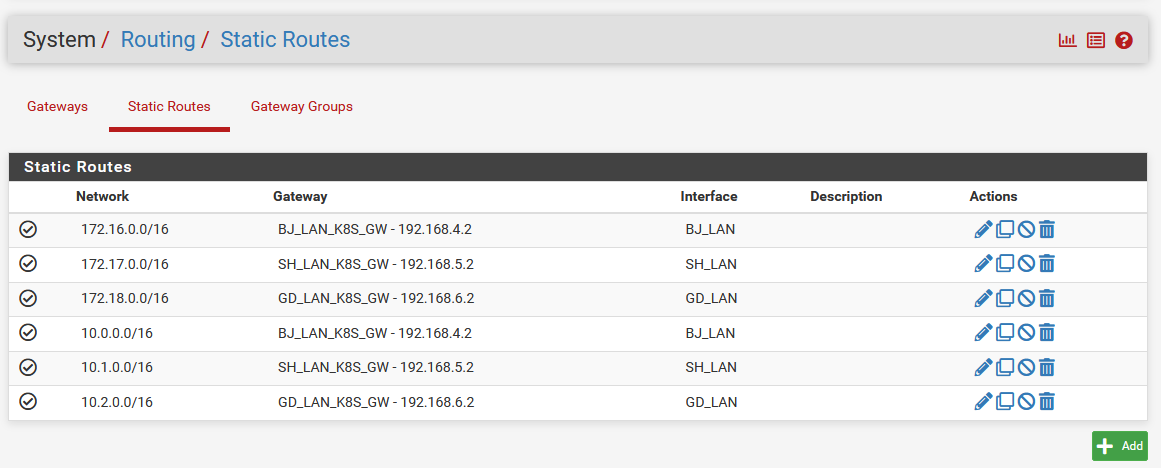 System / Routing / Static Routes
Gateways Static Routes Gateway Groups
Static Routes
Network Gateway Interface Description Actions
172.16.0.0/16 BJ_LAN_K8S_GW - 192.168.4.2 BJ_LAN
172.17.0.0/16 SH_LAN_K8S_GW - 192.168.5.2 SH_LAN
172.18.0.0/16 GD_LAN_K8S_GW - 192.168.6.2 GD_LAN
10.0.0.0/16 BJ_LAN_K8S_GW - 192.168.4.2 BJ_LAN
10.1.0.0/16 SH_LAN_K8S_GW - 192.168.5.2 SH_LAN
10.2.0.0/16 GD_LAN_K8S_GW - 192.168.6.2 GD_LAN
Add